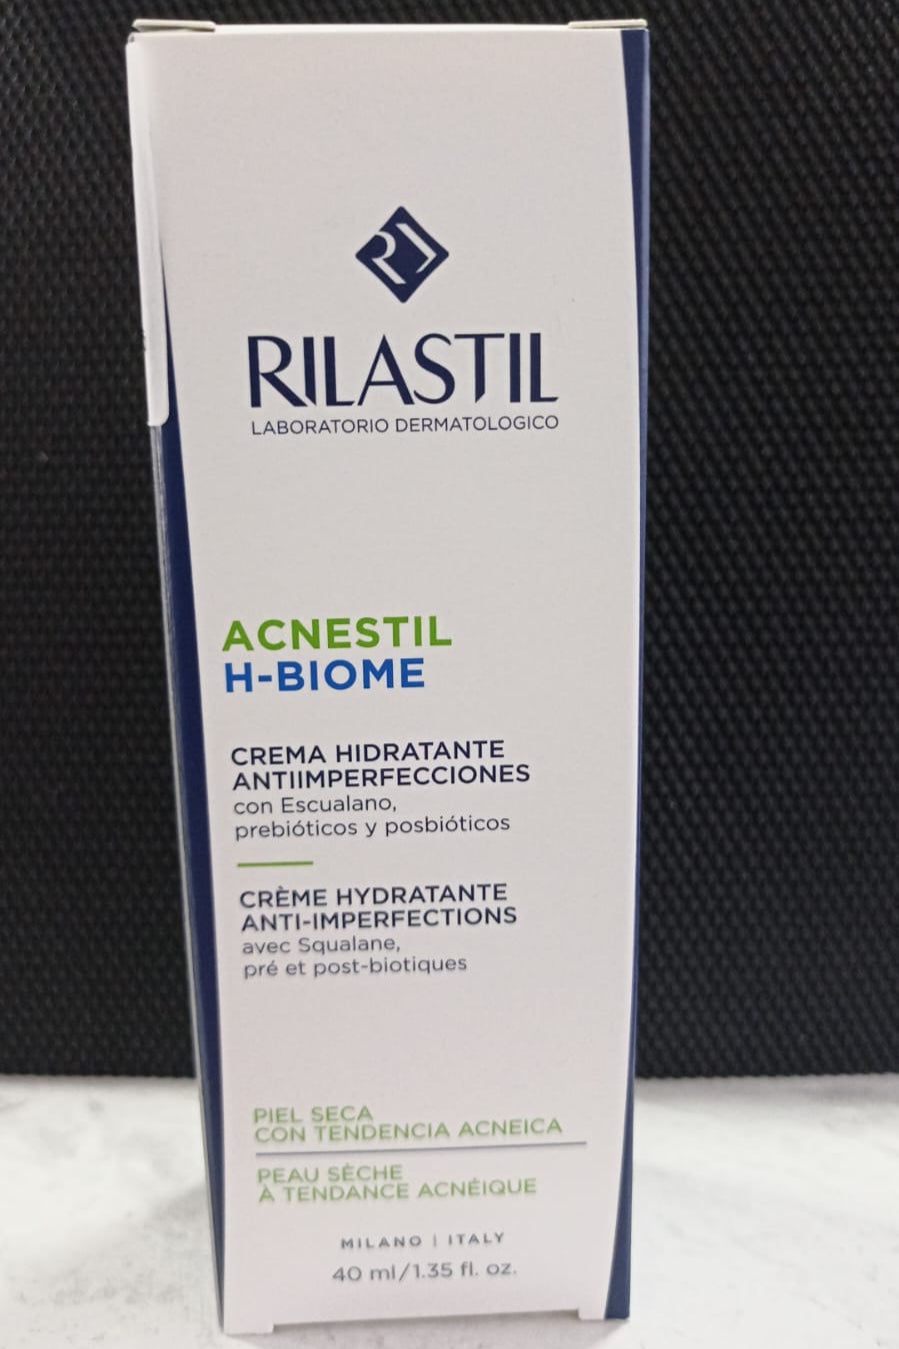 RILASTIL
LABORATORIO DERMATOLOGICO
ACNESTIL
H-BIOME
CREMA HIDRATANTE
ANTIIMPERFECCIONES
con Escualano,
prebióticos y posbióticos
CRÈME HYDRATANTE
ANTI-IMPERFECTIONS
avec Squalane,
pré et post-biotiques
PIEL SECA
CON TENDENCIA ACNEICA
PEAU SÈCHE
À TENDANCE ACNÉIQUE
MILANO | ITALY
40 ml/1.35 fl. oz.